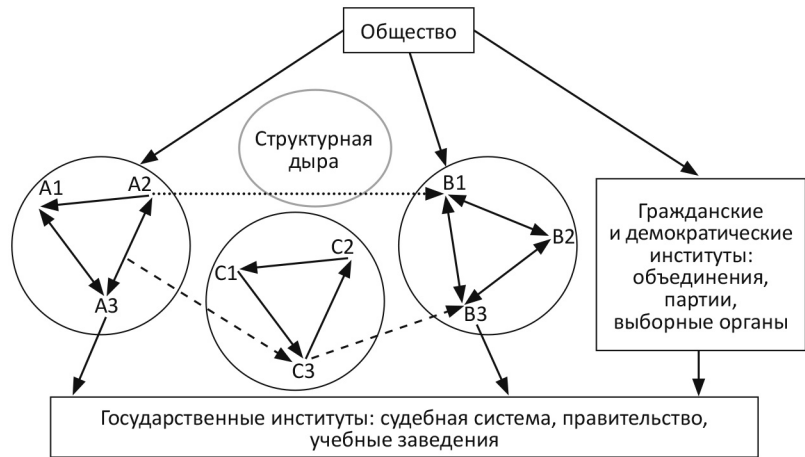 Общество
Структурная
дыра
A1
A2
A3
C1
C2
C3
B1
B2
B3
Гражданские
и демократические
институты:
объединения,
партии,
выборные органы
Государственные институты: судебная система, правительство,
учебные заведения